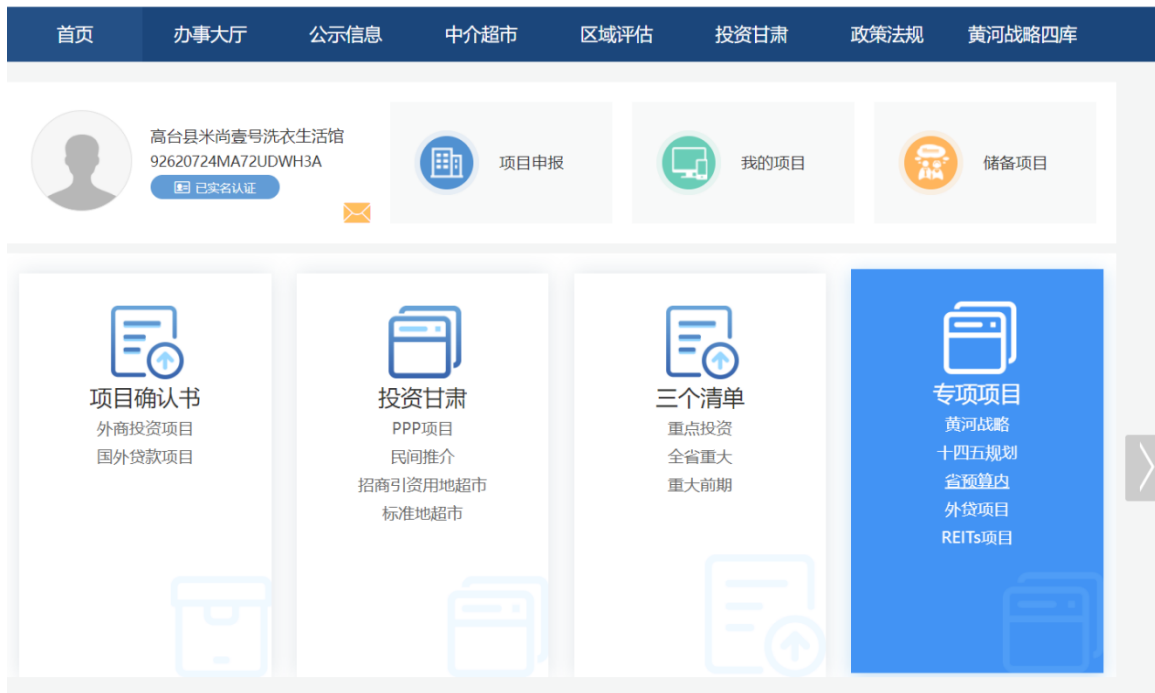 首页 办事大厅 公示信息 中介超市 区域评估 投资甘肃 政策法规 黄河战略四库
高台县米尚壹号洗衣生活馆
92620724MA72UDWH3A
已实名认证
项目申报
我的项目
储备项目
项目确认书
外商投资项目
国外贷款项目
投资甘肃
PPP项目
民间推介
招商引资用地超市
标准地超市
三个清单
重点投资
全省重大
重大前期
专项项目
黄河战略
十四五规划
省预算内
外贷项目
REITs项目